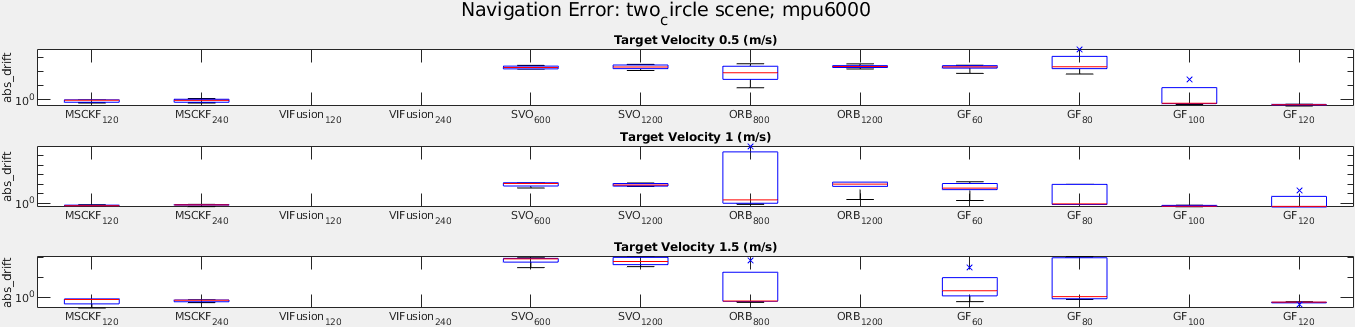 Navigation Error: two_circle scene; mpu6000
Target Velocity 0.5 (m/s)
abs_drift
10^0
MSCKF_120 MSCKF_240 VIFusion_120 VIFusion_240 SVO_600 SVO_1200 ORB_800 ORB_1200 GF_60 GF_80 GF_100 GF_120
Target Velocity 1 (m/s)
abs_drift
10^0
MSCKF_120 MSCKF_240 VIFusion_120 VIFusion_240 SVO_600 SVO_1200 ORB_800 ORB_1200 GF_60 GF_80 GF_100 GF_120
Target Velocity 1.5 (m/s)
abs_drift
10^0
MSCKF_120 MSCKF_240 VIFusion_120 VIFusion_240 SVO_600 SVO_1200 ORB_800 ORB_1200 GF_60 GF_80 GF_100 GF_120